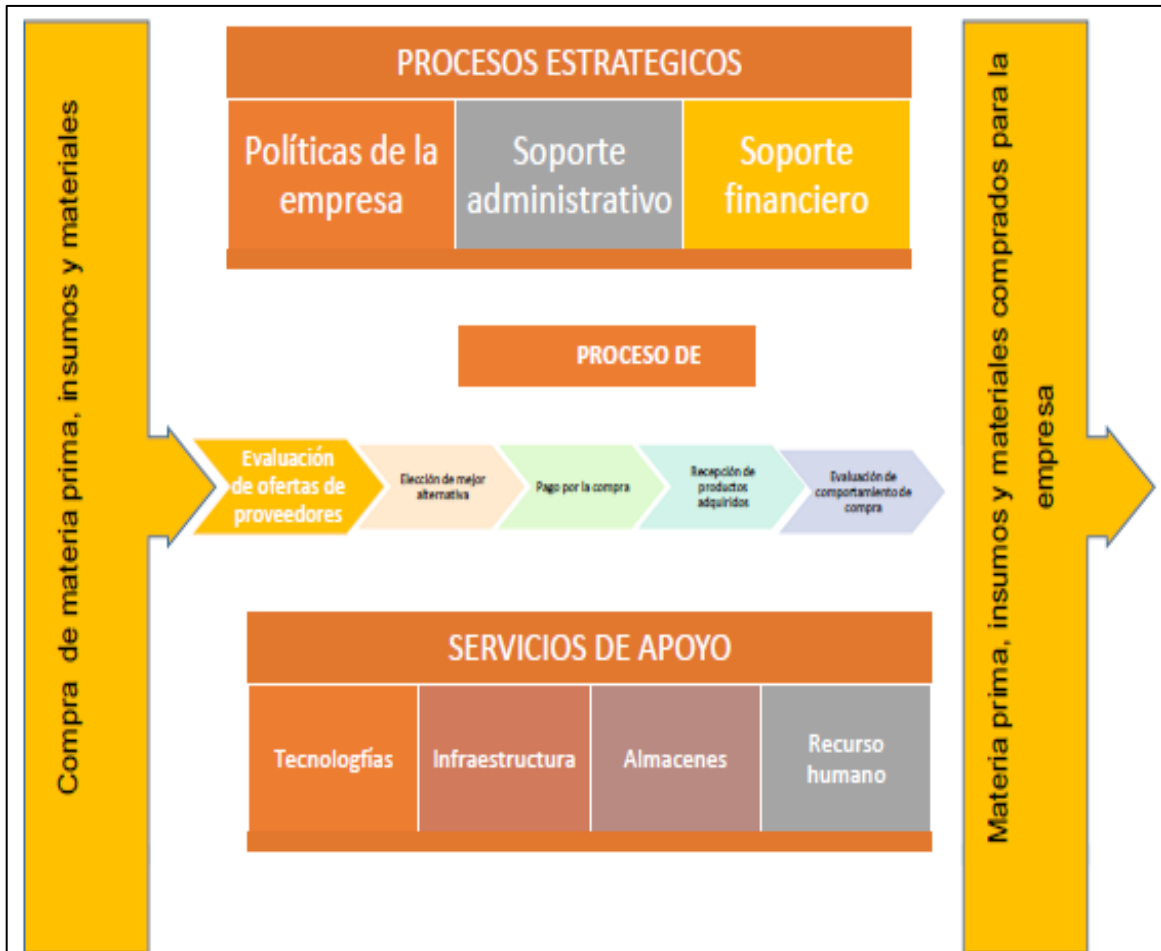 Compra de materia prima, insumos y materiales
PROCESOS ESTRATEGICOS
Políticas de la
empresa
Soporte
administrativo
Soporte
financiero
PROCESO DE
Evaluación
de ofertas de
proveedores
Elección de mejor
alternativa
Pago por la compra
Recepción de
productos
adquiridos
Evaluación de
comportamiento de
compra
SERVICIOS DE APOYO
Tecnologfías
Infraestructura
Almacenes
Recurso
humano
Materia prima, insumos y materiales comprados para la
empresa